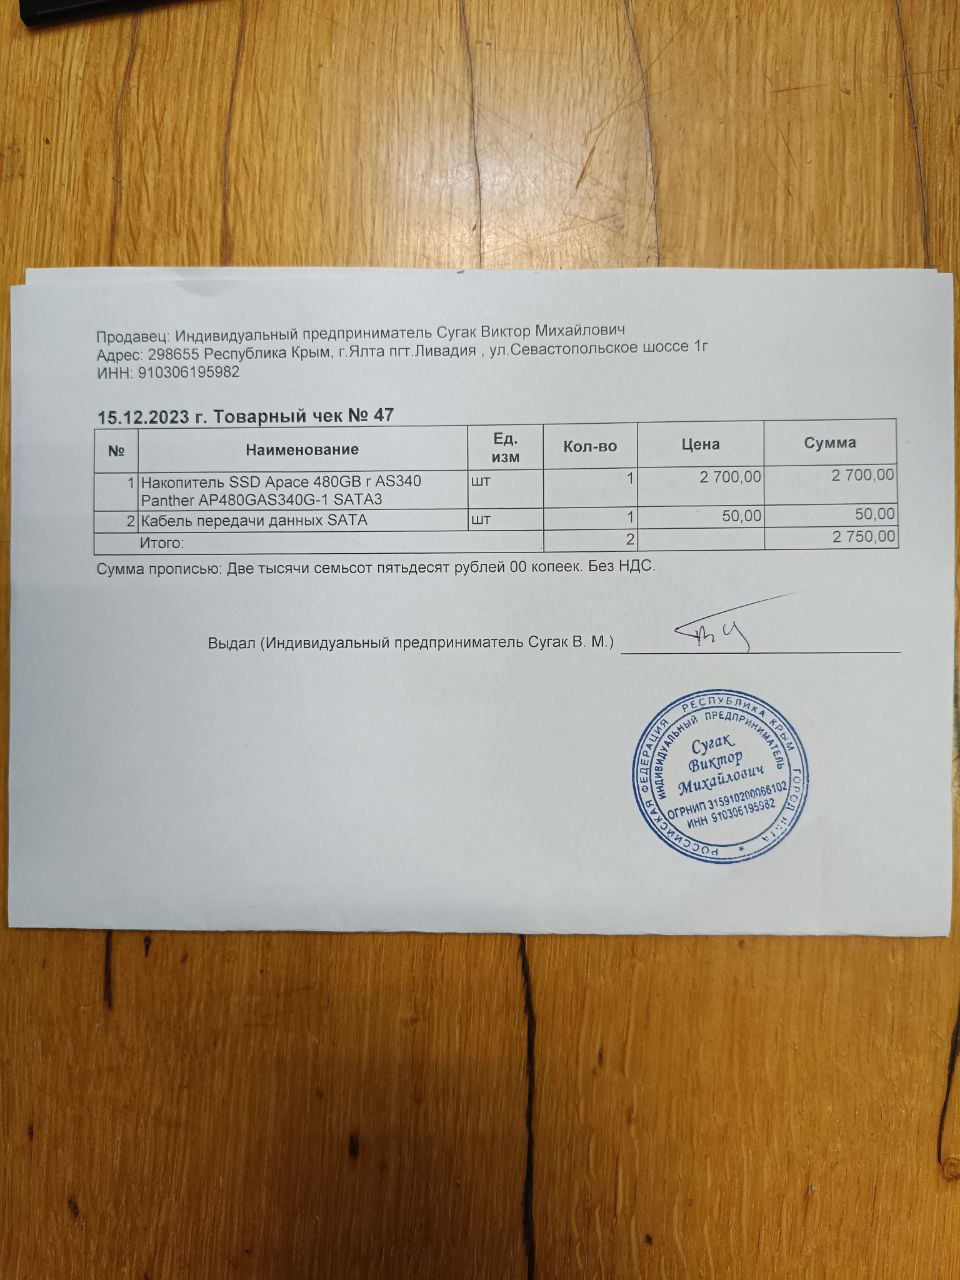 Продавец: Индивидуальный предприниматель Сугак Виктор Михайлович
Адрес: 298655 Республика Крым, г.Ялта пгт.Ливадия , ул.Севастопольское шоссе 1г
ИНН: 910306195982
15.12.2023 г. Товарный чек № 47
№ Наименование Ед. изм Кол-во Цена Сумма
1 Накопитель SSD Apace 480GB r AS340 шт 1 2 700,00 2 700,00
Panther AP480GAS340G-1 SATA3
2 Кабель передачи данных SATA шт 1 50,00 50,00
Итого: 2 2 750,00
Сумма прописью: Две тысячи семьсот пятьдесят рублей 00 копеек. Без НДС.
Выдал (Индивидуальный предприниматель Сугак В. М.)
РОССИЙСКАЯ ФЕДЕРАЦИЯ РЕСПУБЛИКА КРЫМ ГОРОД ЯЛТА
ИНДИВИДУАЛЬНЫЙ ПРЕДПРИНИМАТЕЛЬ
Сугак
Виктор
Михайлович
ОГРНИП 315910200066102
ИНН 910306195982